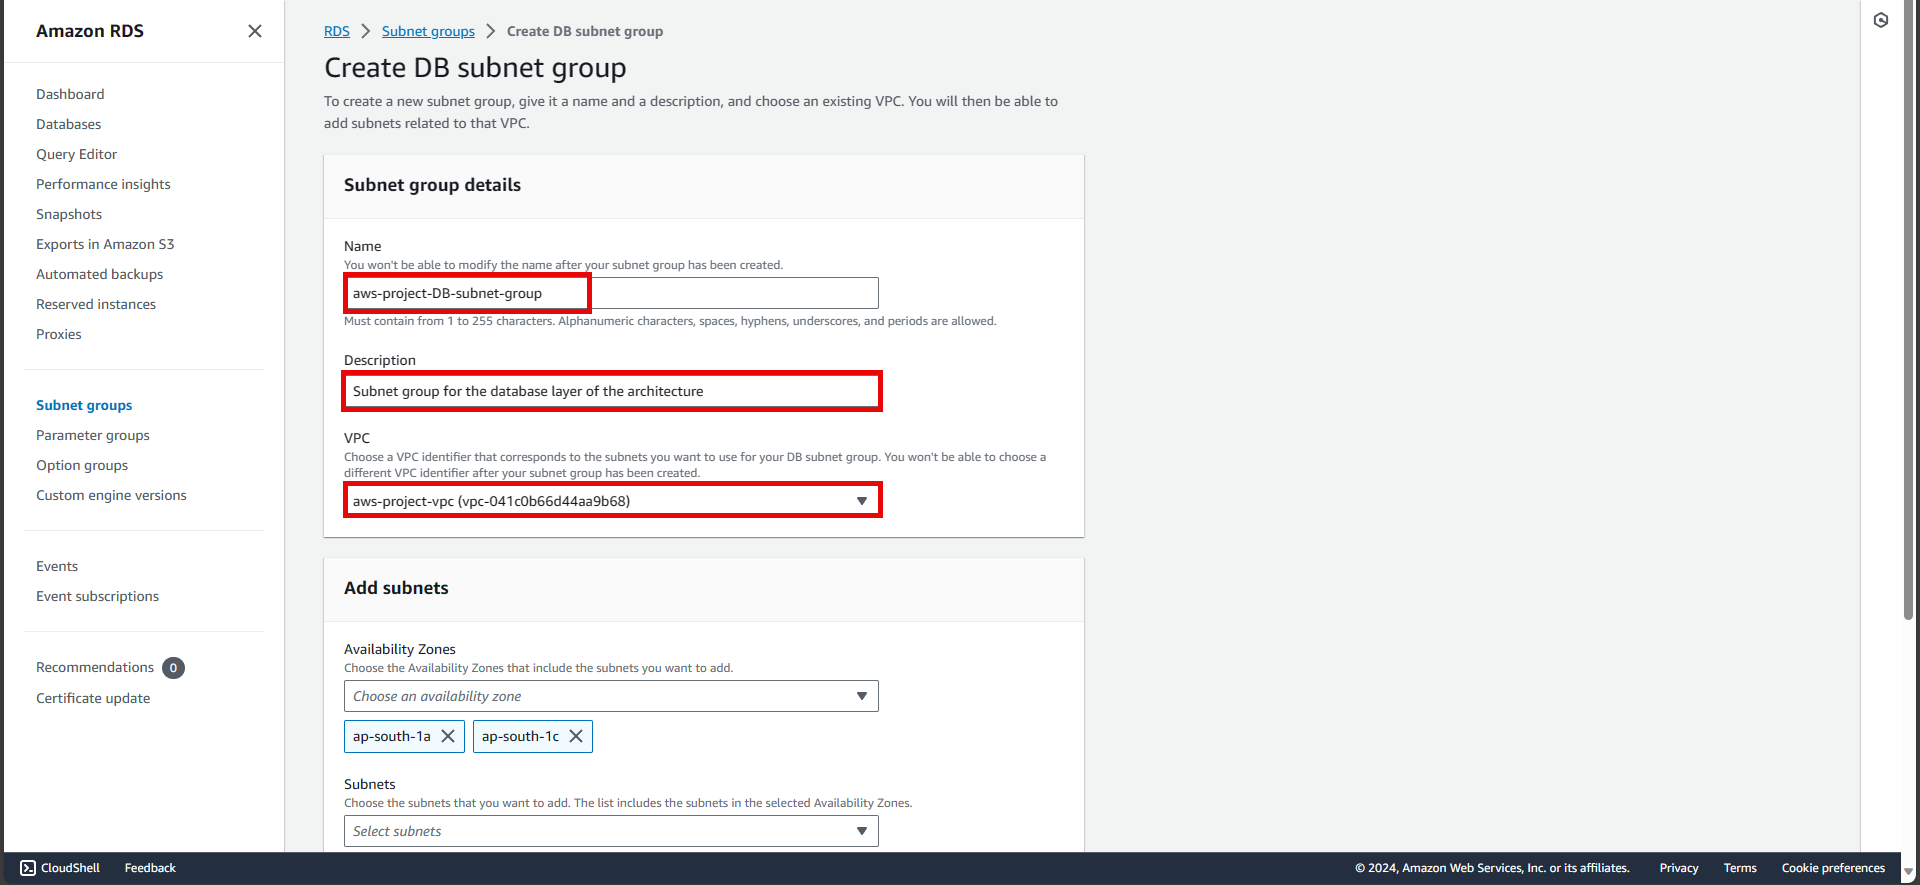 Amazon RDS
Dashboard
Databases
Query Editor
Performance insights
Snapshots
Exports in Amazon S3
Automated backups
Reserved instances
Proxies
Subnet groups
Parameter groups
Option groups
Custom engine versions
Events
Event subscriptions
Recommendations 0
Certificate update
RDS > Subnet groups > Create DB subnet group
Create DB subnet group
To create a new subnet group, give it a name and a description, and choose an existing VPC. You will then be able to
add subnets related to that VPC.
Subnet group details
Name
You won't be able to modify the name after your subnet group has been created.
aws-project-DB-subnet-group
Must contain from 1 to 255 characters. Alphanumeric characters, spaces, hyphens, underscores, and periods are allowed.
Description
Subnet group for the database layer of the architecture
VPC
Choose a VPC identifier that corresponds to the subnets you want to use for your DB subnet group. You won't be able to choose a
different VPC identifier after your subnet group has been created.
aws-project-vpc (vpc-041c0b66d44aa9b68)
Add subnets
Availability Zones
Choose the Availability Zones that include the subnets you want to add.
Choose an availability zone
ap-south-1a ap-south-1c
Subnets
Choose the subnets that you want to add. The list includes the subnets in the selected Availability Zones.
Select subnets
CloudShell Feedback © 2024, Amazon Web Services, Inc. or its affiliates. Privacy Terms Cookie preferences